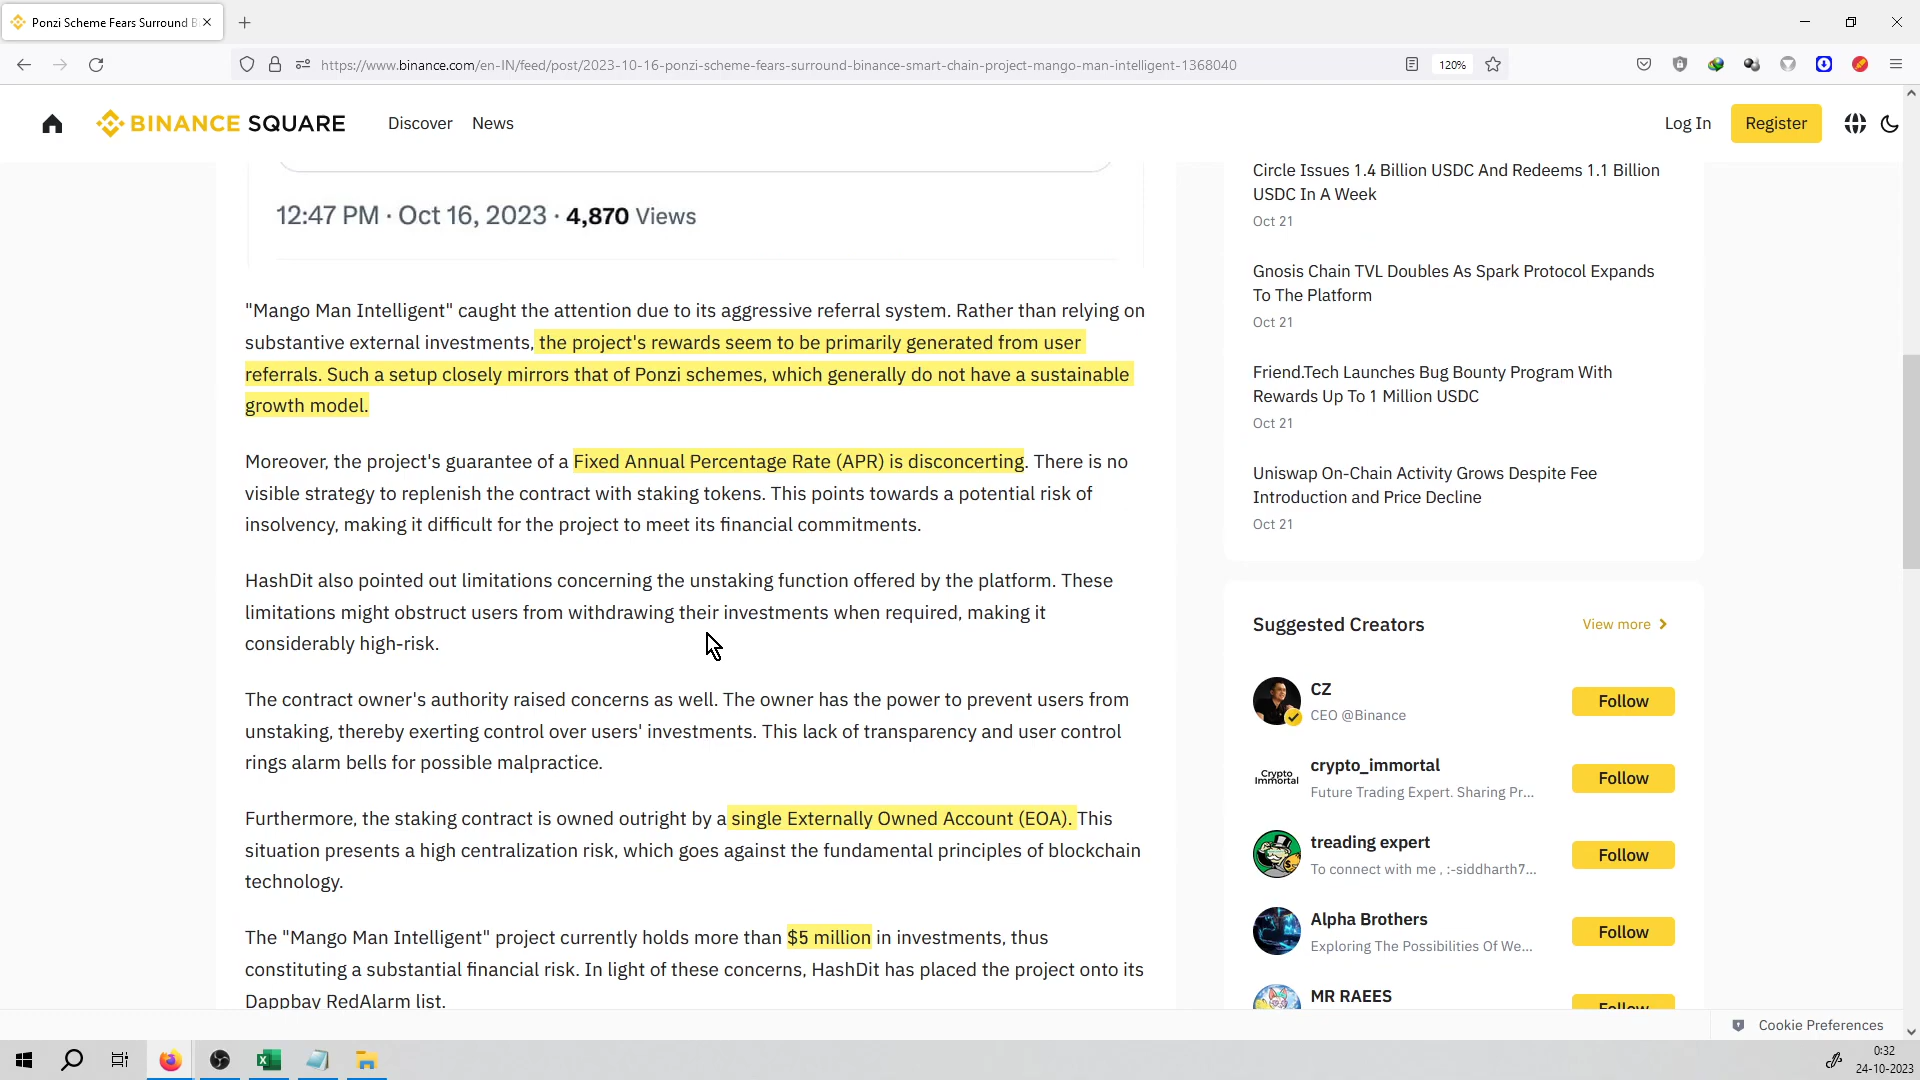 Ponzi Scheme Fears Surround B
https://www.binance.com/en-IN/feed/post/2023-10-16-ponzi-scheme-fears-surround-binance-smart-chain-project-mango-man-intelligent-1368040
120%
BINANCE SQUARE
Discover
News
Log In
Register
12:47 PM · Oct 16, 2023 · 4,870 Views
"Mango Man Intelligent" caught the attention due to its aggressive referral system. Rather than relying on
substantive external investments, the project's rewards seem to be primarily generated from user
referrals. Such a setup closely mirrors that of Ponzi schemes, which generally do not have a sustainable
growth model.
Moreover, the project's guarantee of a Fixed Annual Percentage Rate (APR) is disconcerting. There is no
visible strategy to replenish the contract with staking tokens. This points towards a potential risk of
insolvency, making it difficult for the project to meet its financial commitments.
HashDit also pointed out limitations concerning the unstaking function offered by the platform. These
limitations might obstruct users from withdrawing their investments when required, making it
considerably high-risk.
The contract owner's authority raised concerns as well. The owner has the power to prevent users from
unstaking, thereby exerting control over users' investments. This lack of transparency and user control
rings alarm bells for possible malpractice.
Furthermore, the staking contract is owned outright by a single Externally Owned Account (EOA). This
situation presents a high centralization risk, which goes against the fundamental principles of blockchain
technology.
The "Mango Man Intelligent" project currently holds more than $5 million in investments, thus
constituting a substantial financial risk. In light of these concerns, HashDit has placed the project onto its
Dappbay RedAlarm list.
Circle Issues 1.4 Billion USDC And Redeems 1.1 Billion
USDC In A Week
Oct 21
Gnosis Chain TVL Doubles As Spark Protocol Expands
To The Platform
Oct 21
Friend.Tech Launches Bug Bounty Program With
Rewards Up To 1 Million USDC
Oct 21
Uniswap On-Chain Activity Grows Despite Fee
Introduction and Price Decline
Oct 21
Suggested Creators
View more
CZ
CEO @Binance
Follow
Crypto
Immortal
crypto_immortal
Future Trading Expert. Sharing Pr...
Follow
treading expert
To connect with me , :-siddharth7...
Follow
Alpha Brothers
Exploring The Possibilities Of We...
Follow
MR RAEES
Follow
Cookie Preferences
0:32
24-10-2023